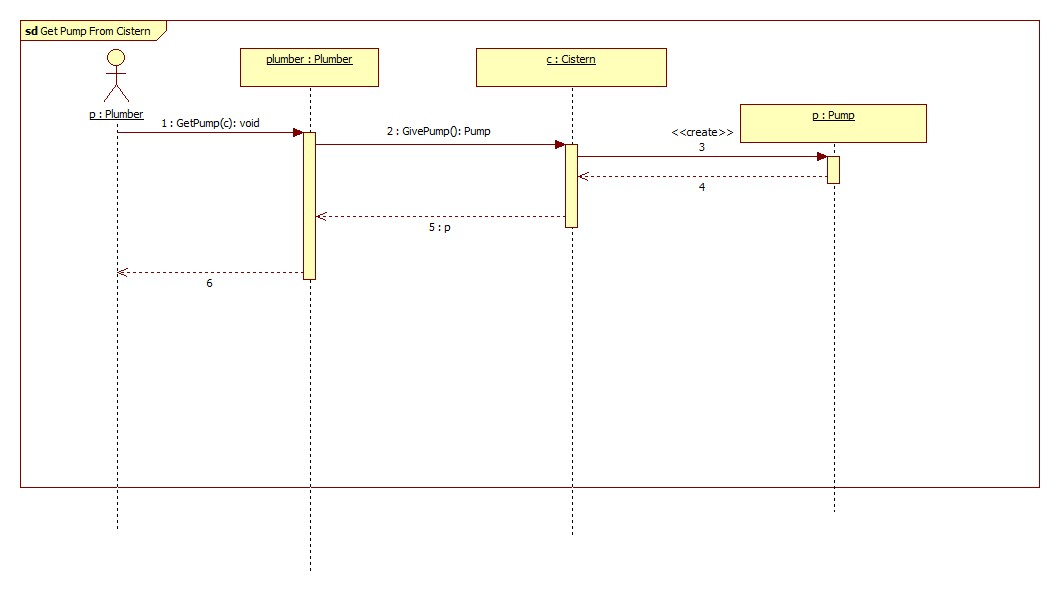 sd Get Pump From Cistern
plumber : Plumber
c : Cistern
p : Plumber
p : Pump
1 : GetPump(c): void
2 : GivePump(): Pump
<<create>>
3
4
5 : p
6